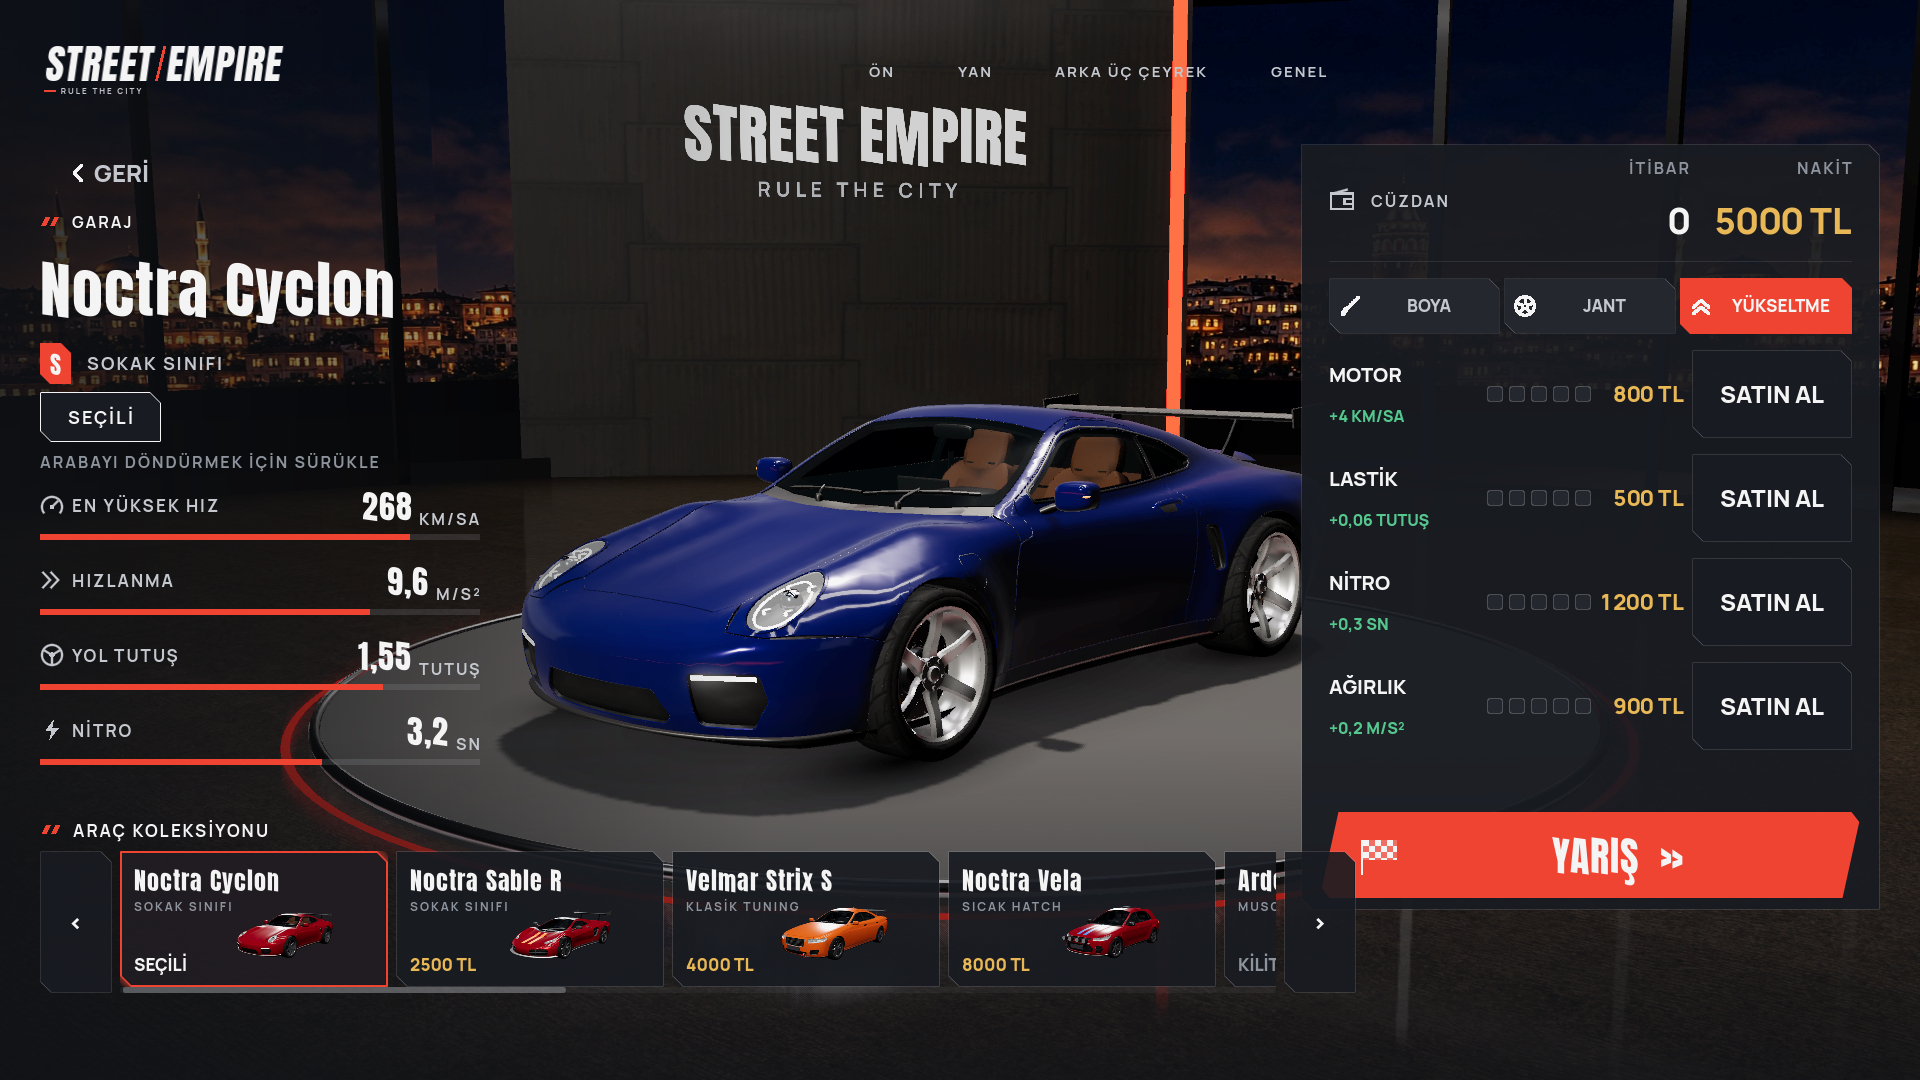 STREET/EMPIRE
RULE THE CITY
ÖN YAN ARKA ÜÇ ÇEYREK GENEL
STREET EMPIRE
RULE THE CITY
GERİ
GARAJ
Noctra Cyclon
S SOKAK SINIFI
SEÇİLİ
ARABAYI DÖNDÜRMEK İÇİN SÜRÜKLE
EN YÜKSEK HIZ 268 KM/SA
HIZLANMA 9,6 M/S²
YOL TUTUŞ 1,55 TUTUŞ
NİTRO 3,2 SN
İTİBAR NAKİT
CÜZDAN 0 5000 TL
BOYA JANT YÜKSELTME
MOTOR 800 TL SATIN AL
+4 KM/SA
LASTİK 500 TL SATIN AL
+0,06 TUTUŞ
NİTRO 1200 TL SATIN AL
+0,3 SN
AĞIRLIK 900 TL SATIN AL
+0,2 M/S²
YARIŞ
ARAÇ KOLEKSİYONU
Noctra Cyclon
SOKAK SINIFI
SEÇİLİ
Noctra Sable R
SOKAK SINIFI
2500 TL
Velmar Strix S
KLASİK TUNING
4000 TL
Noctra Vela
SICAK HATCH
8000 TL